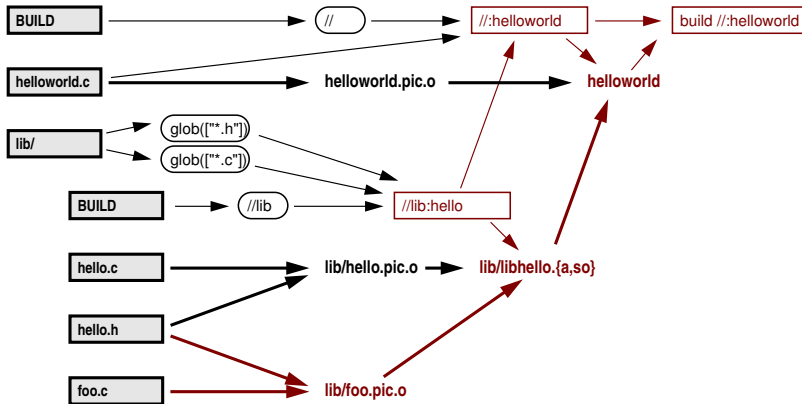 BUILD
//
//:helloworld
build //:helloworld
helloworld.c
helloworld.pic.o
helloworld
lib/
glob(["*.h"])
glob(["*.c"])
BUILD
//lib
//lib:hello
hello.c
lib/hello.pic.o
lib/libhello.{a,so}
hello.h
foo.c
lib/foo.pic.o